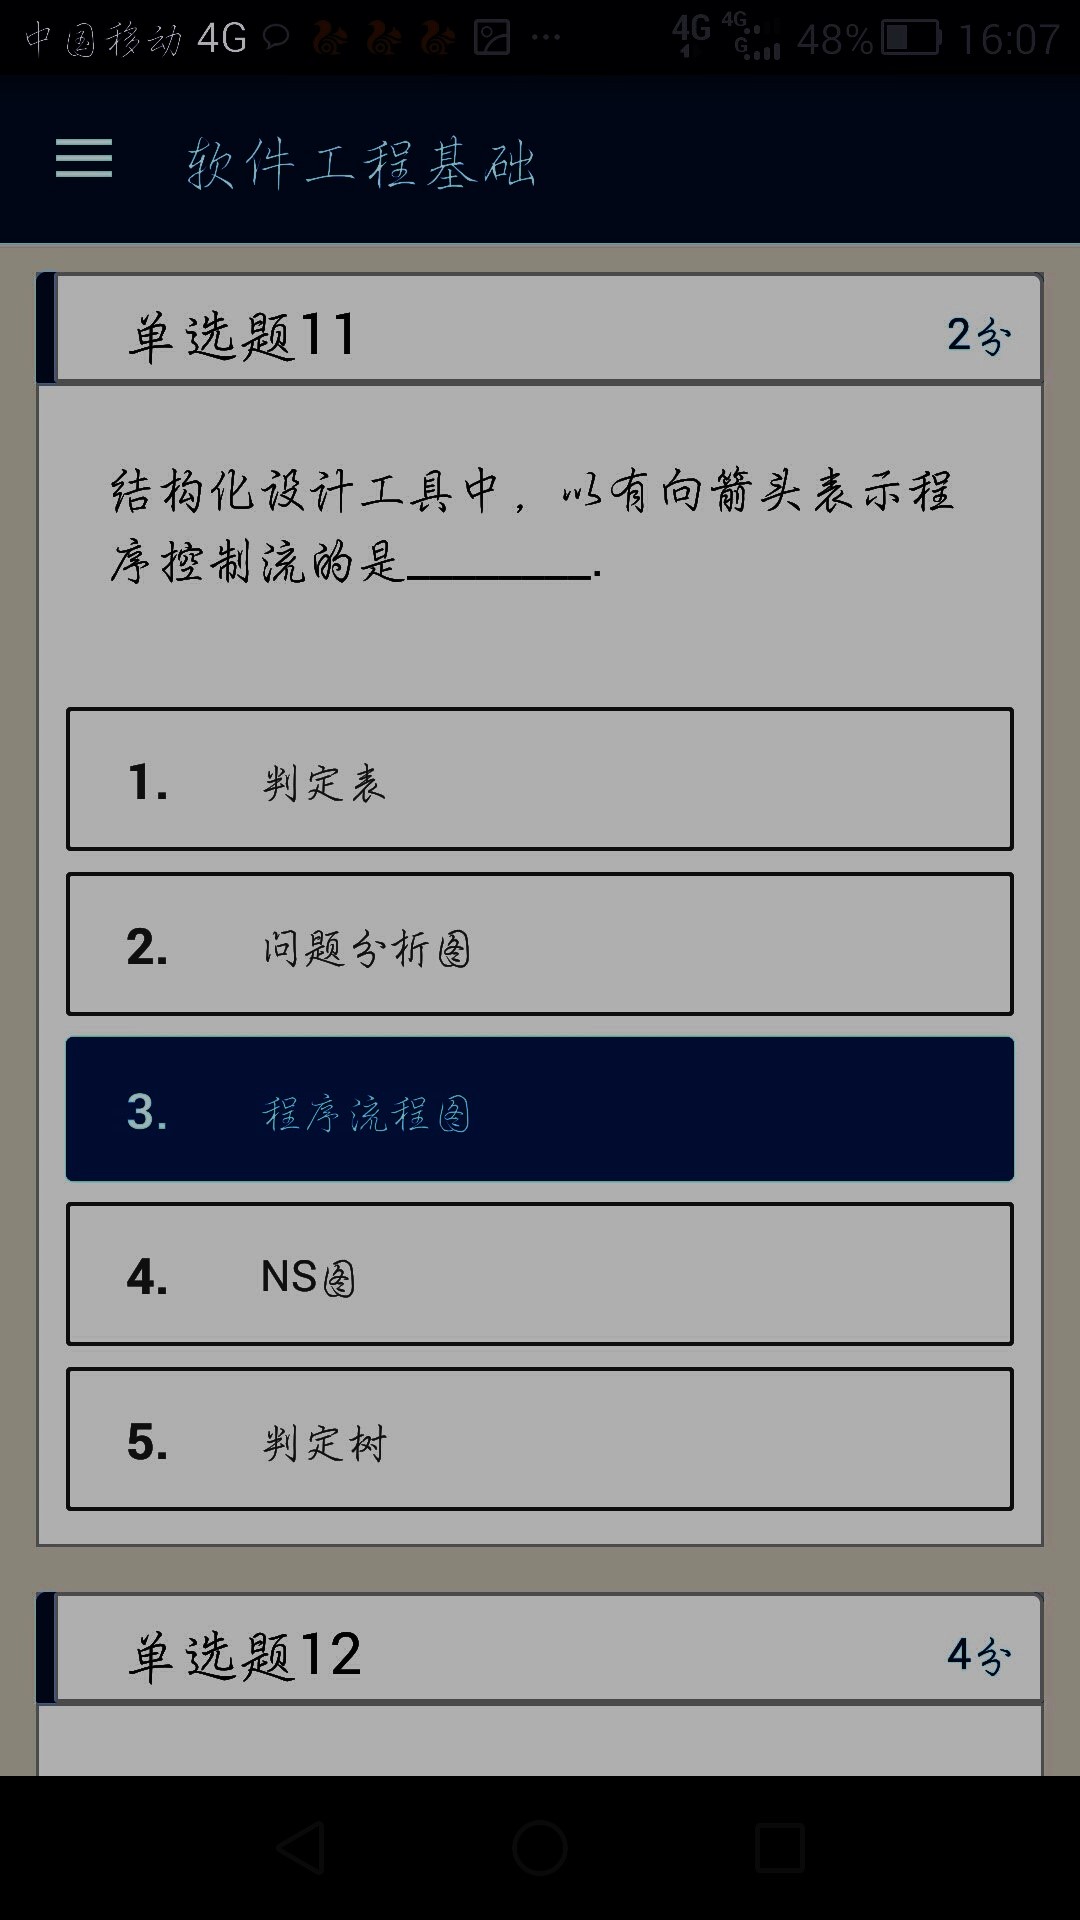 中国移动 4G ... 4G 4G G 48% 16:07
软件工程基础
单选题11 2分
结构化设计工具中，以有向箭头表示程
序控制流的是________.
1. 判定表
2. 问题分析图
3. 程序流程图
4. NS图
5. 判定树
单选题12 4分